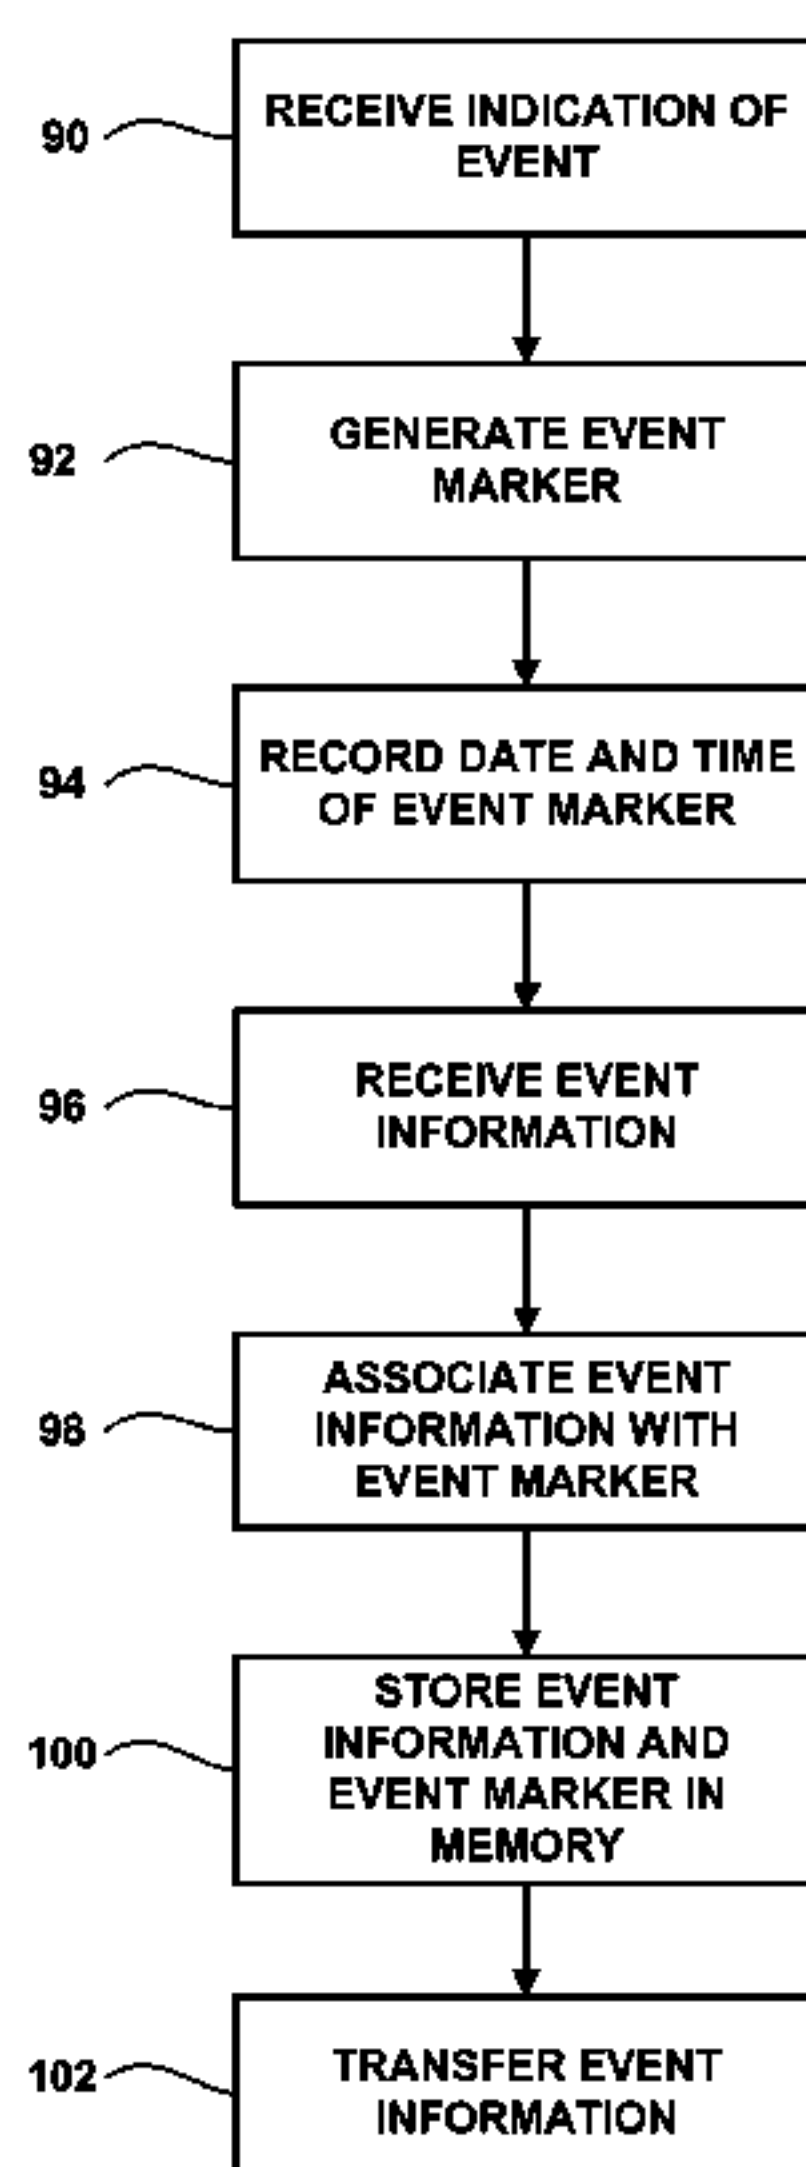 90
RECEIVE INDICATION OF
EVENT
92
GENERATE EVENT
MARKER
94
RECORD DATE AND TIME
OF EVENT MARKER
96
RECEIVE EVENT
INFORMATION
98
ASSOCIATE EVENT
INFORMATION WITH
EVENT MARKER
100
STORE EVENT
INFORMATION AND
EVENT MARKER IN
MEMORY
102
TRANSFER EVENT
INFORMATION